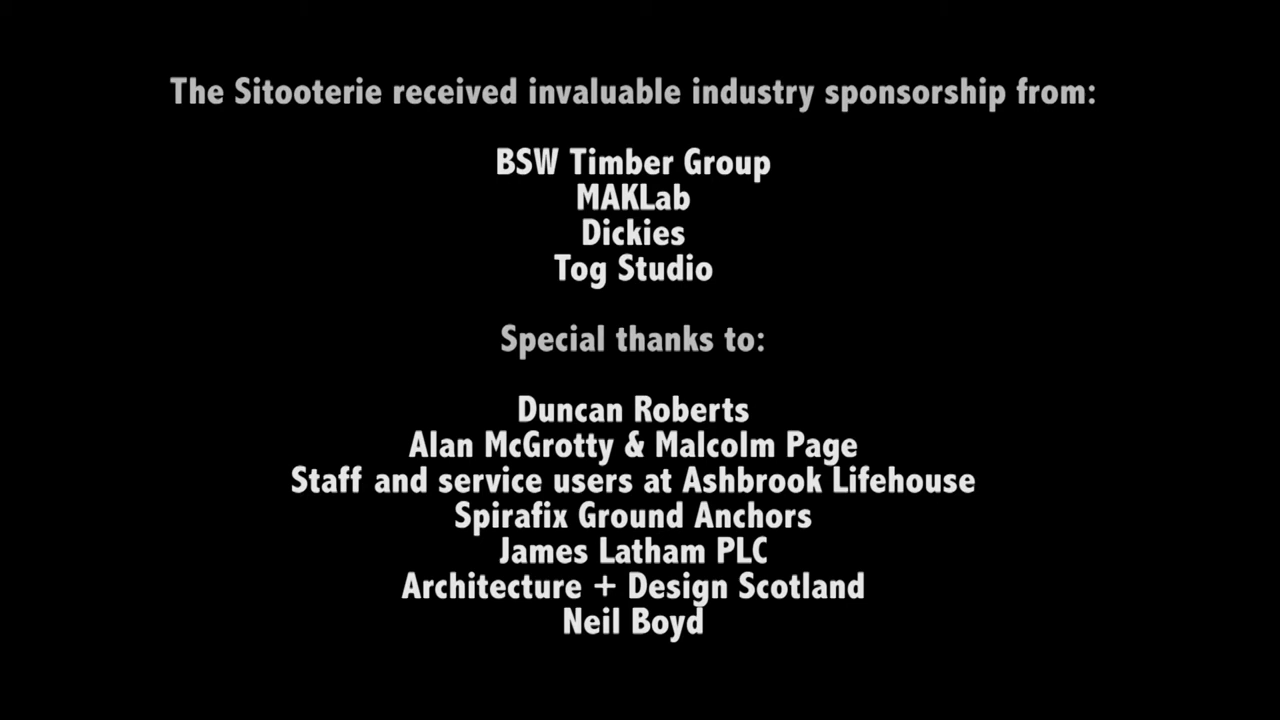 The Sitooterie received invaluable industry sponsorship from:
BSW Timber Group
MAKLab
Dickies
Tog Studio
Special thanks to:
Duncan Roberts
Alan McGrotty & Malcolm Page
Staff and service users at Ashbrook Lifehouse
Spirafix Ground Anchors
James Latham PLC
Architecture + Design Scotland
Neil Boyd